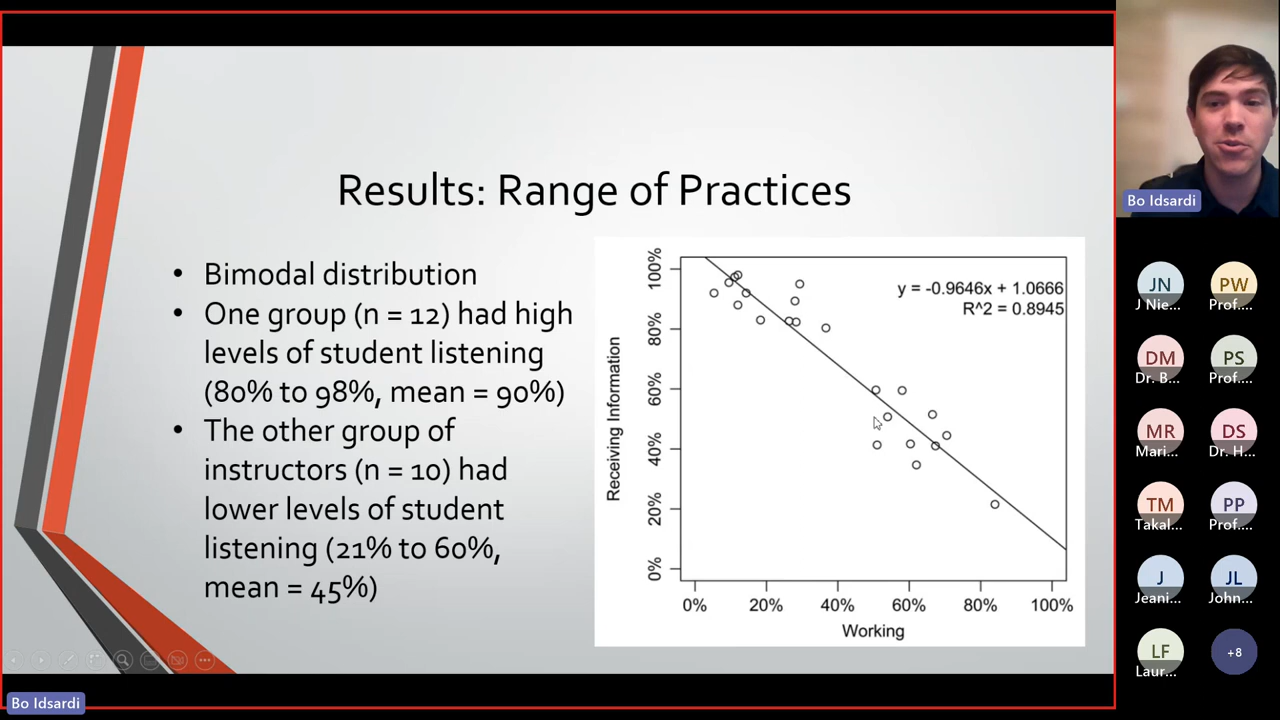 Results: Range of Practices
• Bimodal distribution
• One group (n = 12) had high
levels of student listening
(80% to 98%, mean = 90%)
• The other group of
instructors (n = 10) had
lower levels of student
listening (21% to 60%,
mean = 45%)
y = -0.9646x + 1.0666
R^2 = 0.8945
Receiving Information
100%
80%
60%
40%
20%
0%
0% 20% 40% 60% 80% 100%
Working
Bo Idsardi
Bo Idsardi
JN PW
J Nie... Prof....
DM PS
Dr. B... Prof....
MR DS
Mari... Dr. H...
TM PP
Takal... Prof....
J JL
Jeani... John...
LF +8
Laur...